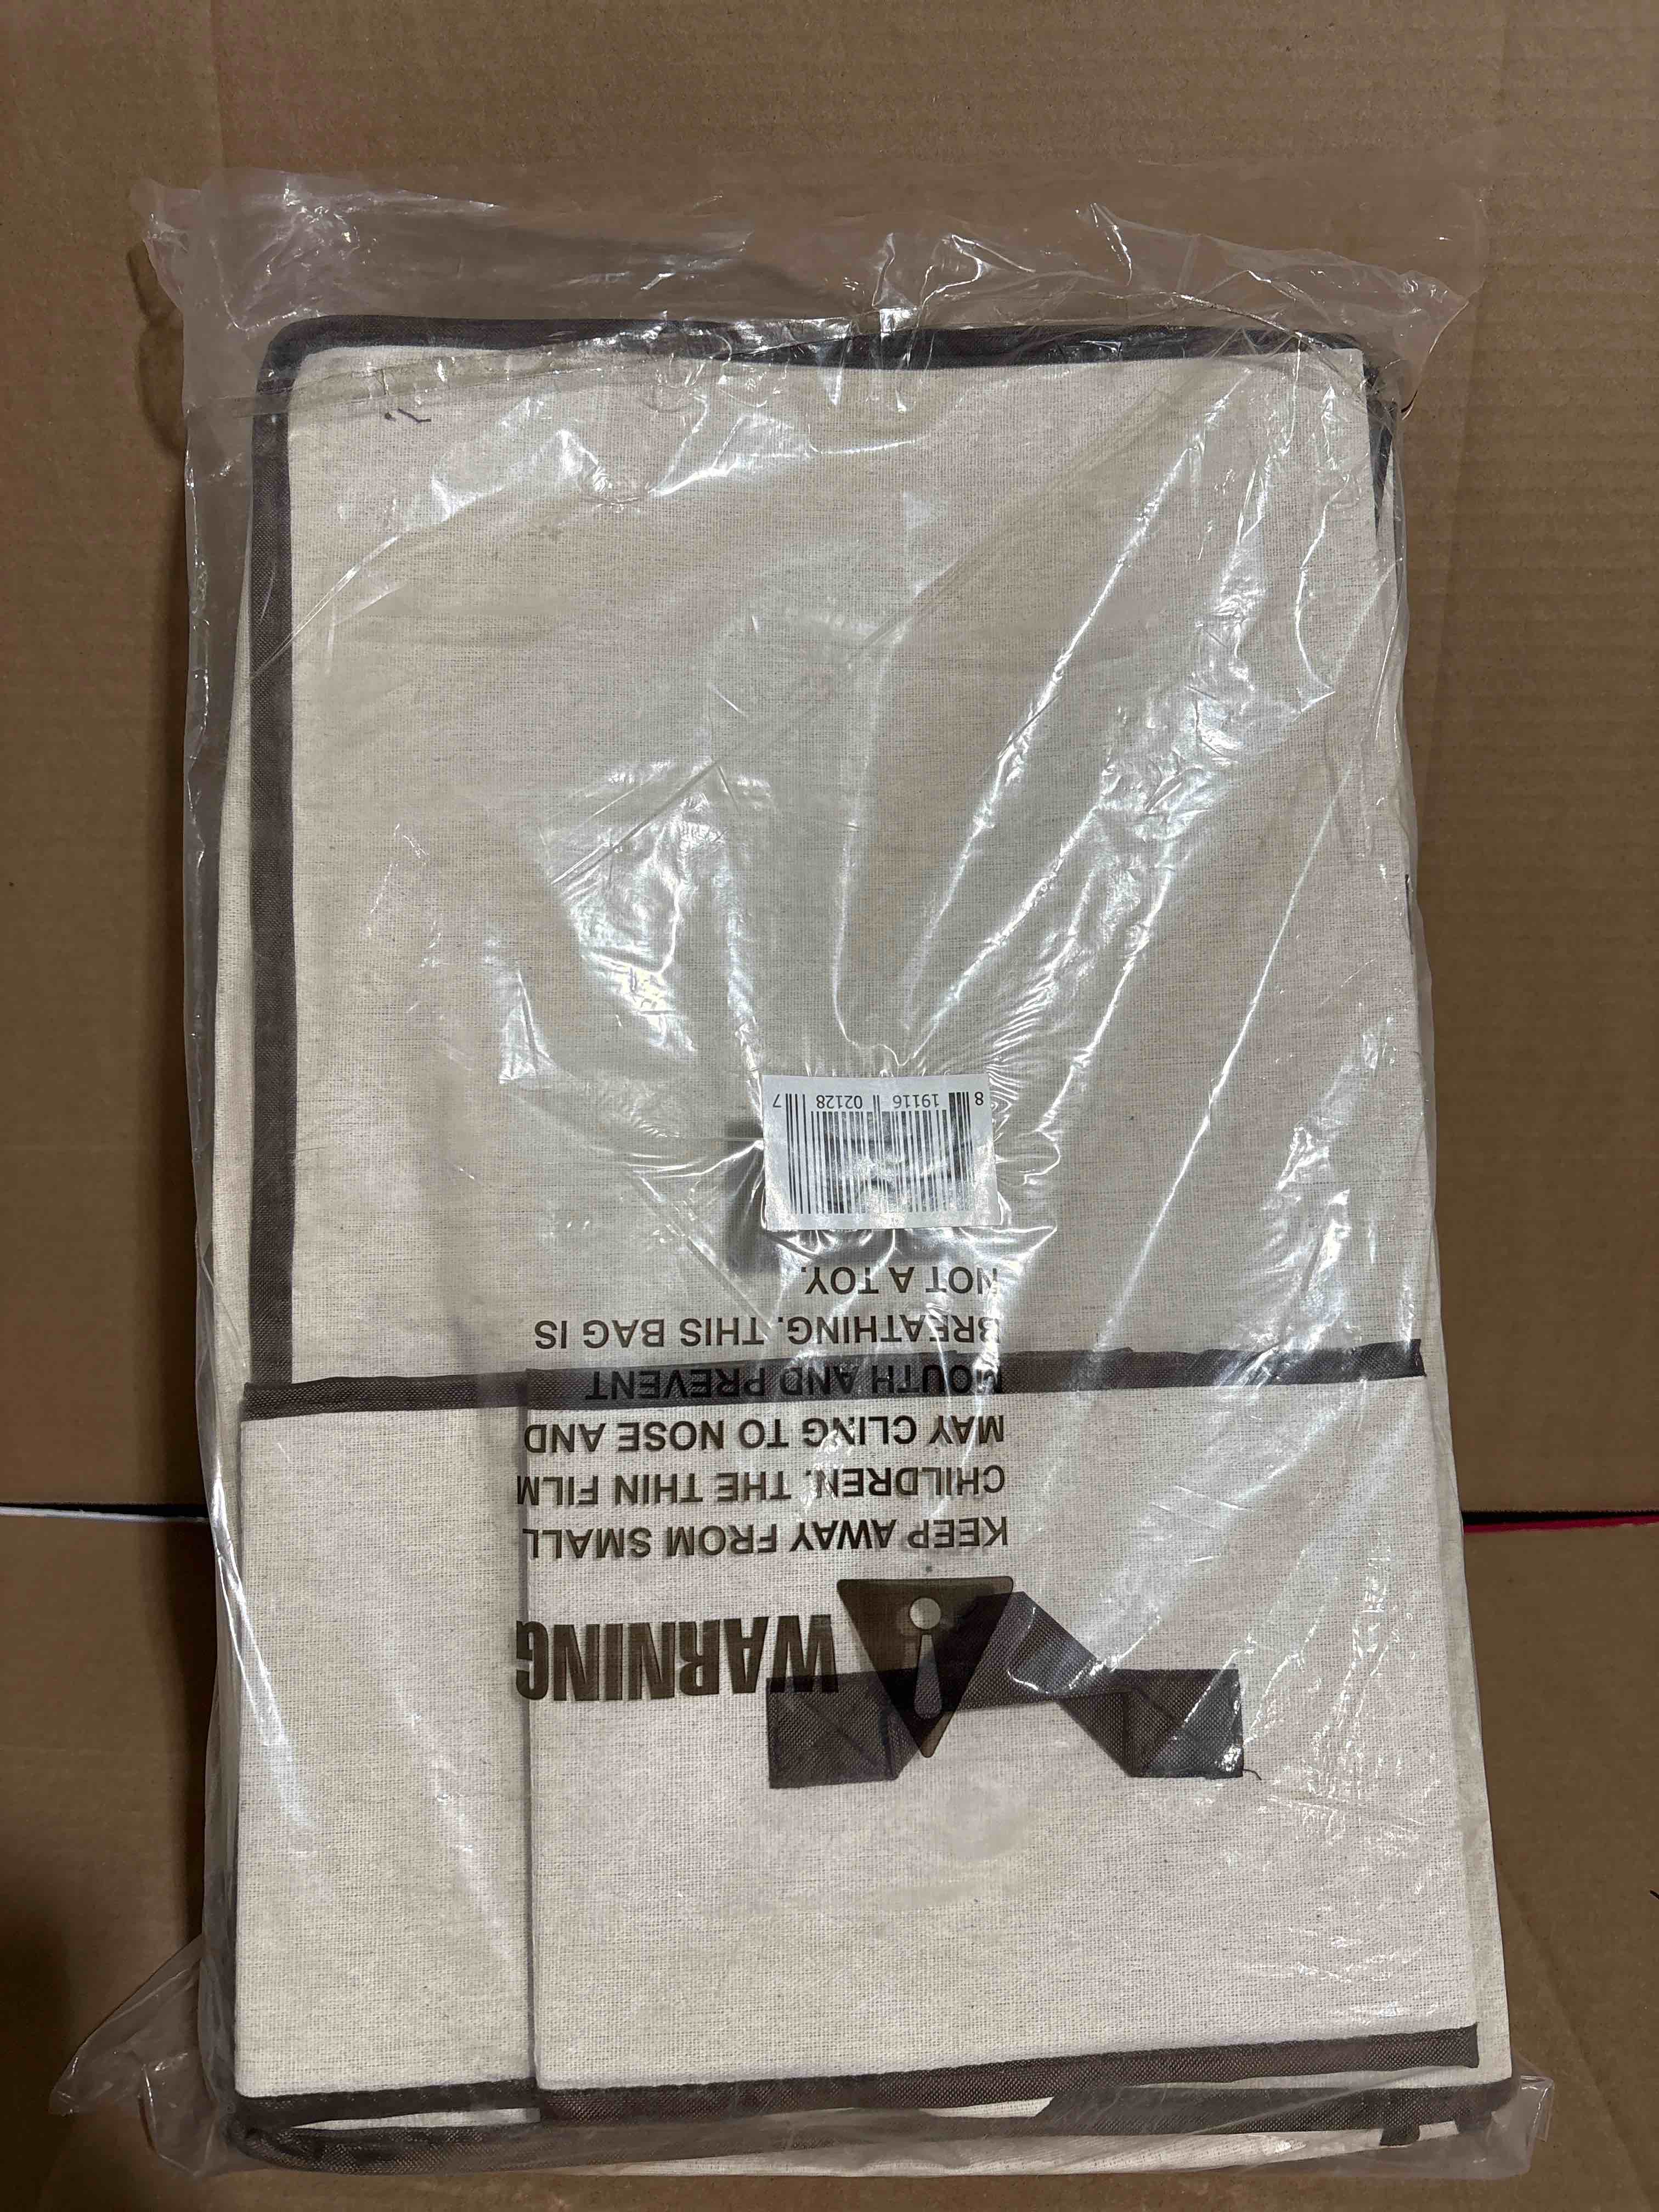 WARNING
KEEP AWAY FROM SMALL
CHILDREN. THE THIN FILM
MAY CLING TO NOSE AND
MOUTH AND PREVENT
BREATHING. THIS BAG IS
NOT A TOY.
8 19116 02128 7